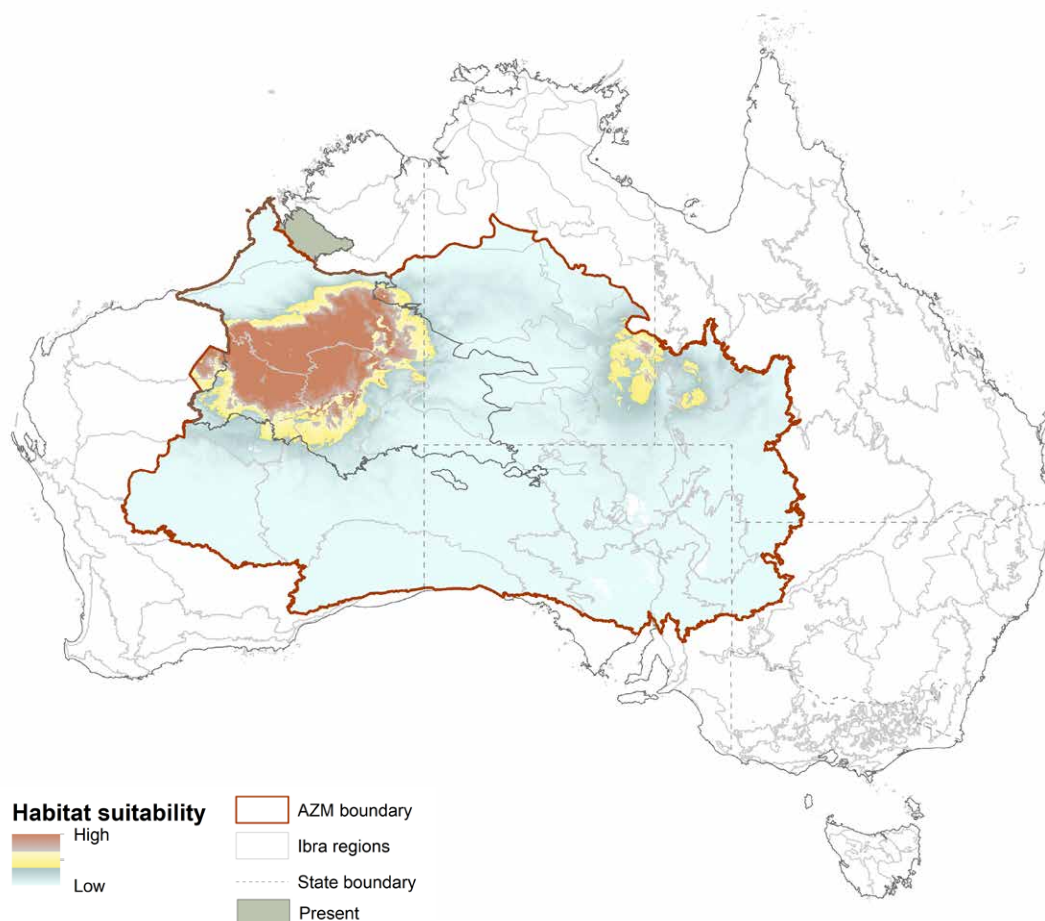 Habitat suitability
High
Low
AZM boundary
Ibra regions
State boundary
Present